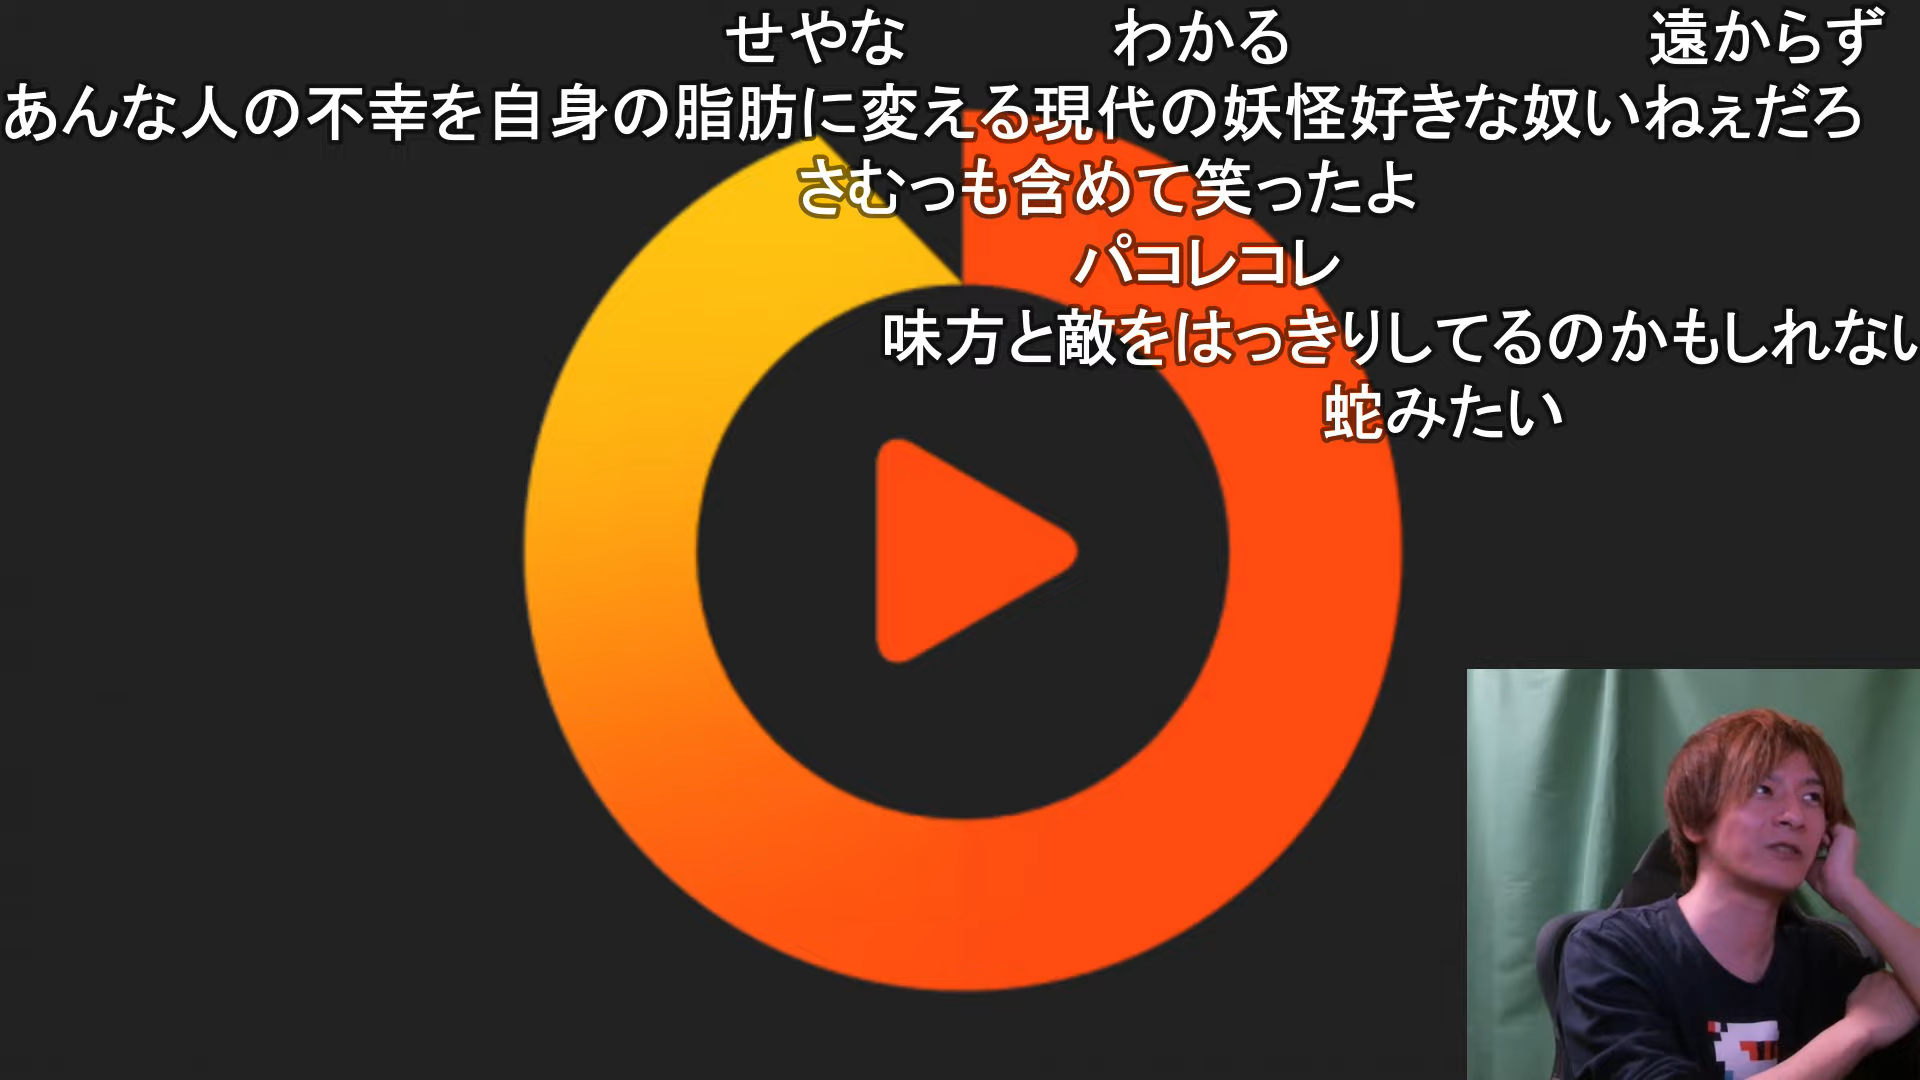 せやな わかる 遠からず
あんな人の不幸を自身の脂肪に変える現代の妖怪好きな奴いねぇだろ
さむっも含めて笑ったよ
パコレコレ
味方と敵をはっきりしてるのかもしれない
蛇みたい